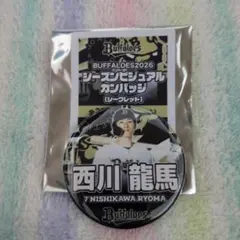 Buffaloes
BUFFALOES2026
シーズンビジュアル
カンバッジ
(シークレット)
西川 龍馬
7 NISHIKAWA RYOMA
Buffaloes